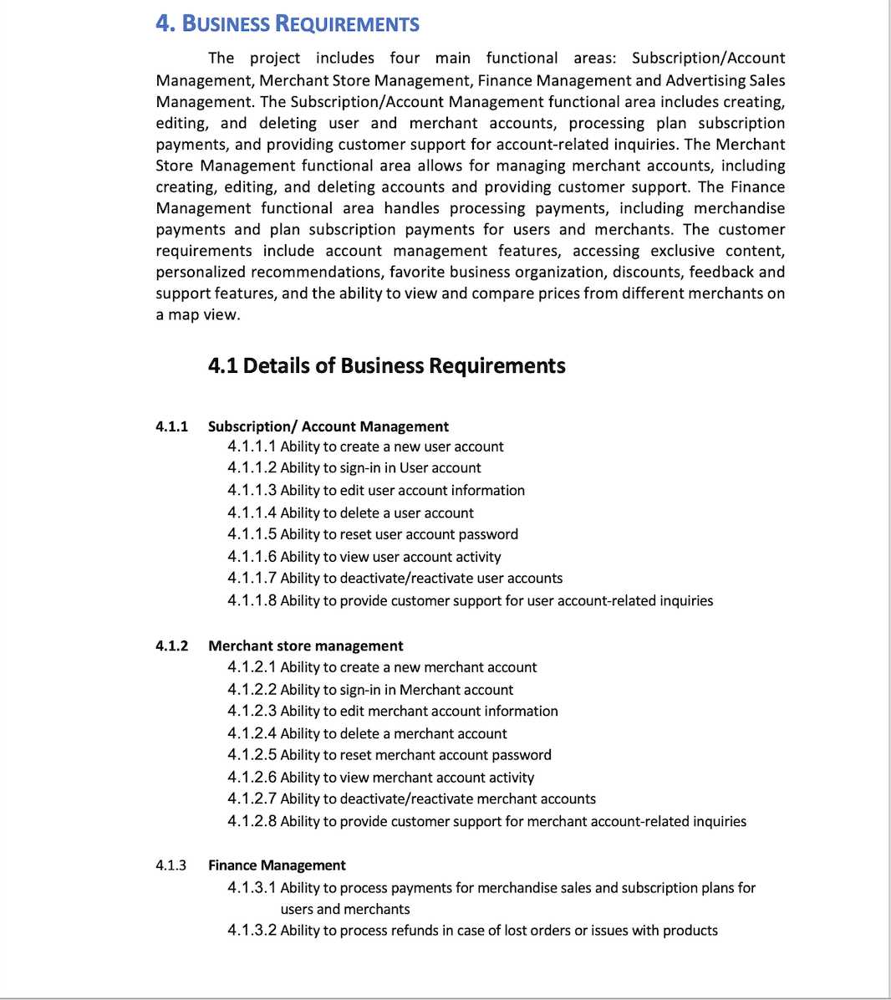 4. BUSINESS REQUIREMENTS
The project includes four main functional areas: Subscription/Account
Management, Merchant Store Management, Finance Management and Advertising Sales
Management. The Subscription/Account Management functional area includes creating,
editing, and deleting user and merchant accounts, processing plan subscription
payments, and providing customer support for account-related inquiries. The Merchant
Store Management functional area allows for managing merchant accounts, including
creating, editing, and deleting accounts and providing customer support. The Finance
Management functional area handles processing payments, including merchandise
payments and plan subscription payments for users and merchants. The customer
requirements include account management features, accessing exclusive content,
personalized recommendations, favorite business organization, discounts, feedback and
support features, and the ability to view and compare prices from different merchants on
a map view.
4.1 Details of Business Requirements
4.1.1 Subscription/ Account Management
4.1.1.1 Ability to create a new user account
4.1.1.2 Ability to sign-in in User account
4.1.1.3 Ability to edit user account information
4.1.1.4 Ability to delete a user account
4.1.1.5 Ability to reset user account password
4.1.1.6 Ability to view user account activity
4.1.1.7 Ability to deactivate/reactivate user accounts
4.1.1.8 Ability to provide customer support for user account-related inquiries
4.1.2 Merchant store management
4.1.2.1 Ability to create a new merchant account
4.1.2.2 Ability to sign-in in Merchant account
4.1.2.3 Ability to edit merchant account information
4.1.2.4 Ability to delete a merchant account
4.1.2.5 Ability to reset merchant account password
4.1.2.6 Ability to view merchant account activity
4.1.2.7 Ability to deactivate/reactivate merchant accounts
4.1.2.8 Ability to provide customer support for merchant account-related inquiries
4.1.3 Finance Management
4.1.3.1 Ability to process payments for merchandise sales and subscription plans for
users and merchants
4.1.3.2 Ability to process refunds in case of lost orders or issues with products